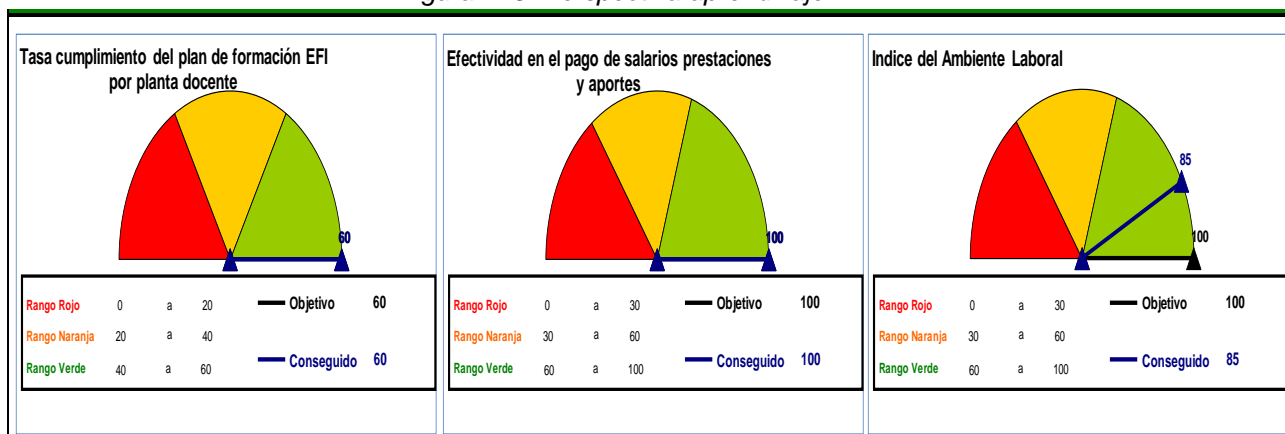 Tasa cumplimiento del plan de formación EFI
por planta docente
60
Rango Rojo 0 a 20
Objetivo 60
Rango Naranja 20 a 40
Rango Verde 40 a 60
Conseguido 60
Efectividad en el pago de salarios prestaciones
y aportes
100
Rango Rojo 0 a 30
Objetivo 100
Rango Naranja 30 a 60
Rango Verde 60 a 100
Conseguido 100
Indice del Ambiente Laboral
85
100
Rango Rojo 0 a 30
Objetivo 100
Rango Naranja 30 a 60
Rango Verde 60 a 100
Conseguido 85